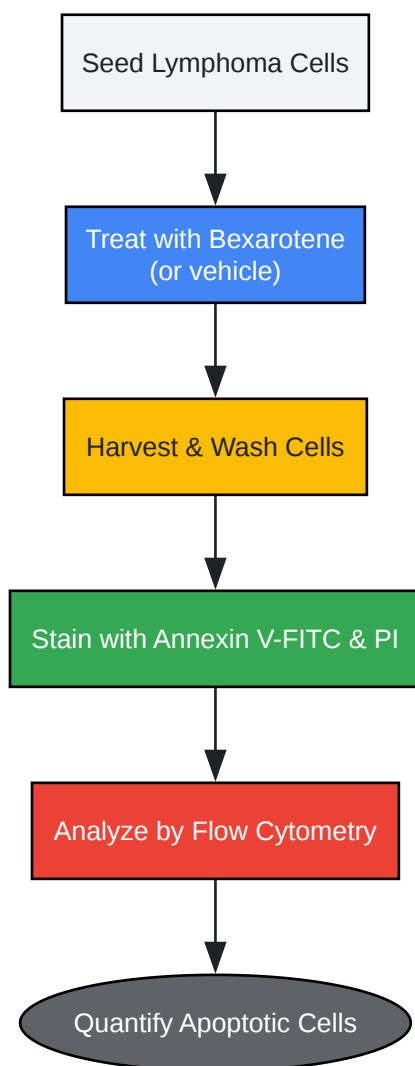 Seed Lymphoma Cells
Treat with Bexarotene
(or vehicle)
Harvest & Wash Cells
Stain with Annexin V-FITC & PI
Analyze by Flow Cytometry
Quantify Apoptotic Cells